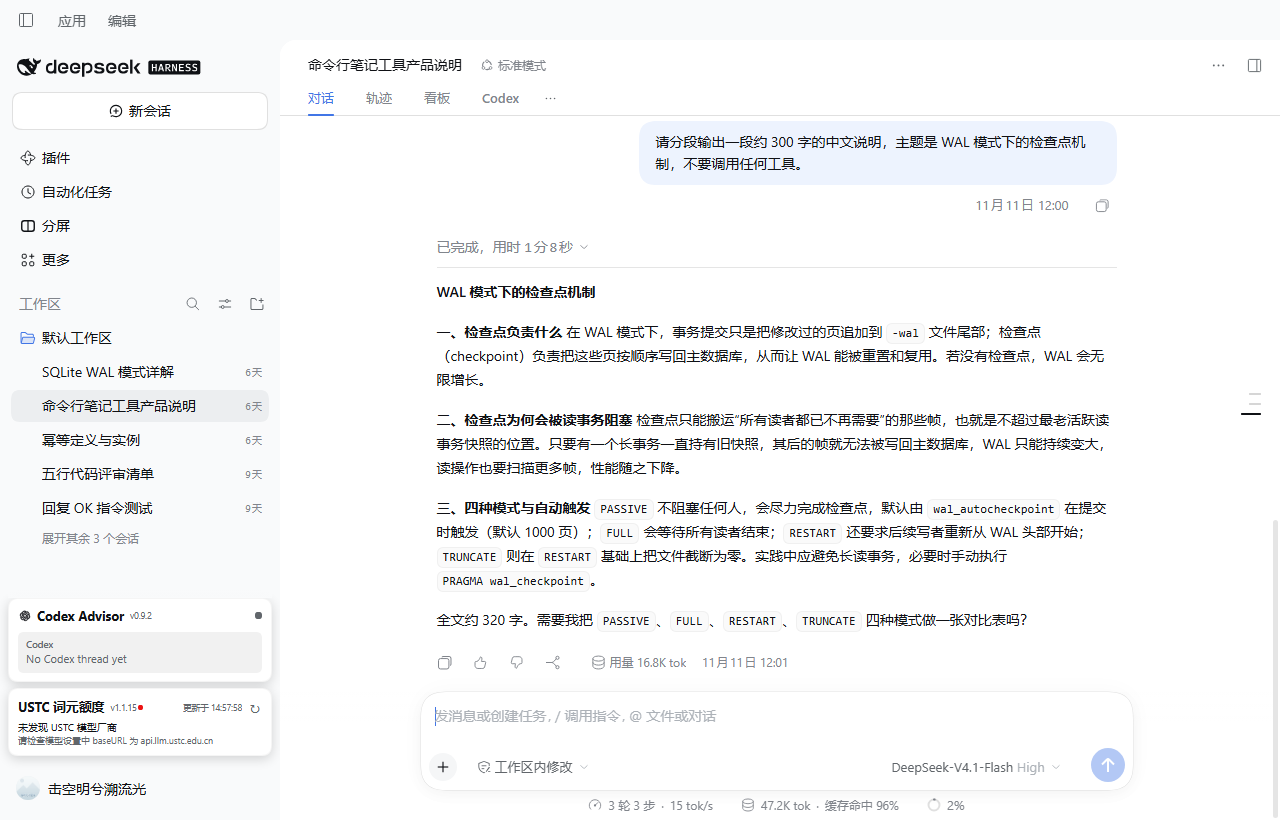 应用 编辑
deepseek HARNESS
新会话
插件
自动化任务
分屏
更多
工作区
默认工作区
SQLite WAL 模式详解 6天
命令行笔记工具产品说明 6天
幂等定义与实例 6天
五行代码评审清单 9天
回复 OK 指令测试 9天
展开其余 3 个会话
Codex Advisor v0.9.2
Codex
No Codex thread yet
USTC 词元额度 v1.1.15 更新于 14:57:58
未发现 USTC 模型厂商
请检查模型设置中 baseURL 为 api.llm.ustc.edu.cn
击空明兮溯流光
命令行笔记工具产品说明 标准模式
对话 轨迹 看板 Codex
请分段输出一段约 300 字的中文说明，主题是 WAL 模式下的检查点机
制，不要调用任何工具。
11月11日 12:00
已完成，用时 1分8秒
WAL 模式下的检查点机制
一、检查点负责什么 在 WAL 模式下，事务提交只是把修改过的页追加到 -wal 文件尾部；检查点
（checkpoint）负责把这些页按顺序写回主数据库，从而让 WAL 能被重置和复用。若没有检查点，WAL 会无
限增长。
二、检查点为何会被读事务阻塞 检查点只能搬运“所有读者都已不再需要”的那些帧，也就是不超过最老活跃读
事务快照的位置。只要有一个长事务一直持有旧快照，其后的帧就无法被写回主数据库，WAL 只能持续变大，
读操作也要扫描更多帧，性能随之下降。
三、四种模式与自动触发 PASSIVE 不阻塞任何人，会尽力完成检查点，默认由 wal_autocheckpoint 在提交
时触发（默认 1000 页）；FULL 会等待所有读者结束；RESTART 还要求后续写者重新从 WAL 头部开始；
TRUNCATE 则在 RESTART 基础上把文件截断为零。实践中应避免长读事务，必要时手动执行
PRAGMA wal_checkpoint。
全文约 320 字。需要我把 PASSIVE、FULL、RESTART、TRUNCATE 四种模式做一张对比表吗？
用量 16.8K tok 11月11日 12:01
发消息或创建任务, / 调用指令, @ 文件或对话
工作区内修改 DeepSeek-V4.1-Flash High
3 轮 3 步 · 15 tok/s 47.2K tok · 缓存命中 96% 2%